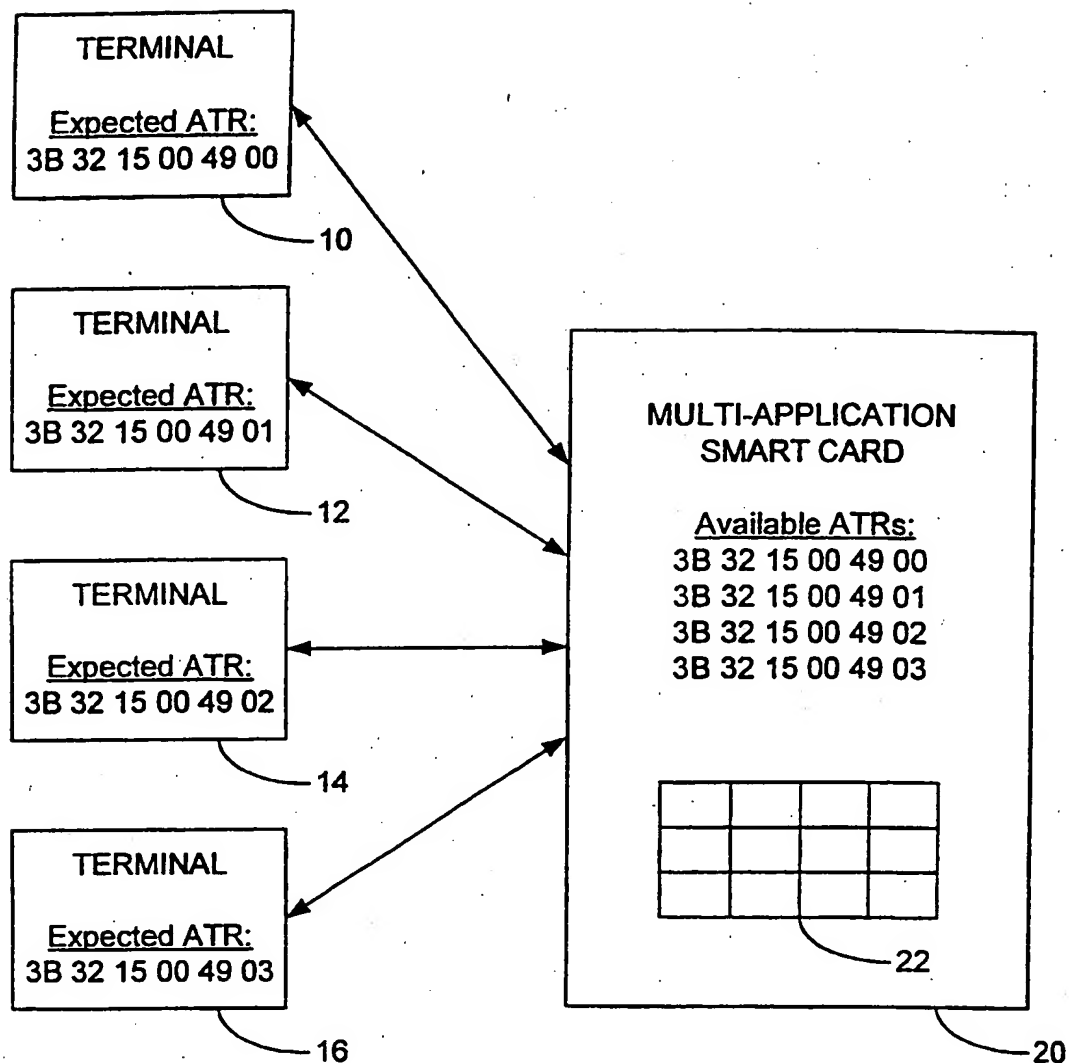 TERMINAL
Expected ATR:
3B 32 15 00 49 00
10
TERMINAL
Expected ATR:
3B 32 15 00 49 01
12
TERMINAL
Expected ATR:
3B 32 15 00 49 02
14
TERMINAL
Expected ATR:
3B 32 15 00 49 03
16
MULTI-APPLICATION
SMART CARD
Available ATRs:
3B 32 15 00 49 00
3B 32 15 00 49 01
3B 32 15 00 49 02
3B 32 15 00 49 03
22
20